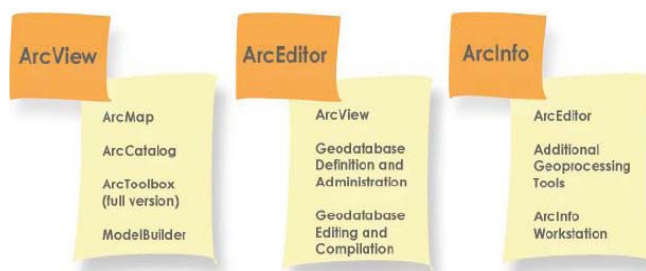 ArcView
ArcMap
ArcCatalog
ArcToolbox
(full version)
ModelBuilder
ArcEditor
ArcView
Geodatabase
Definition and
Administration
Geodatabase
Editing and
Compilation
ArcInfo
ArcEditor
Additional
Geoprocessing
Tools
ArcInfo
Workstation